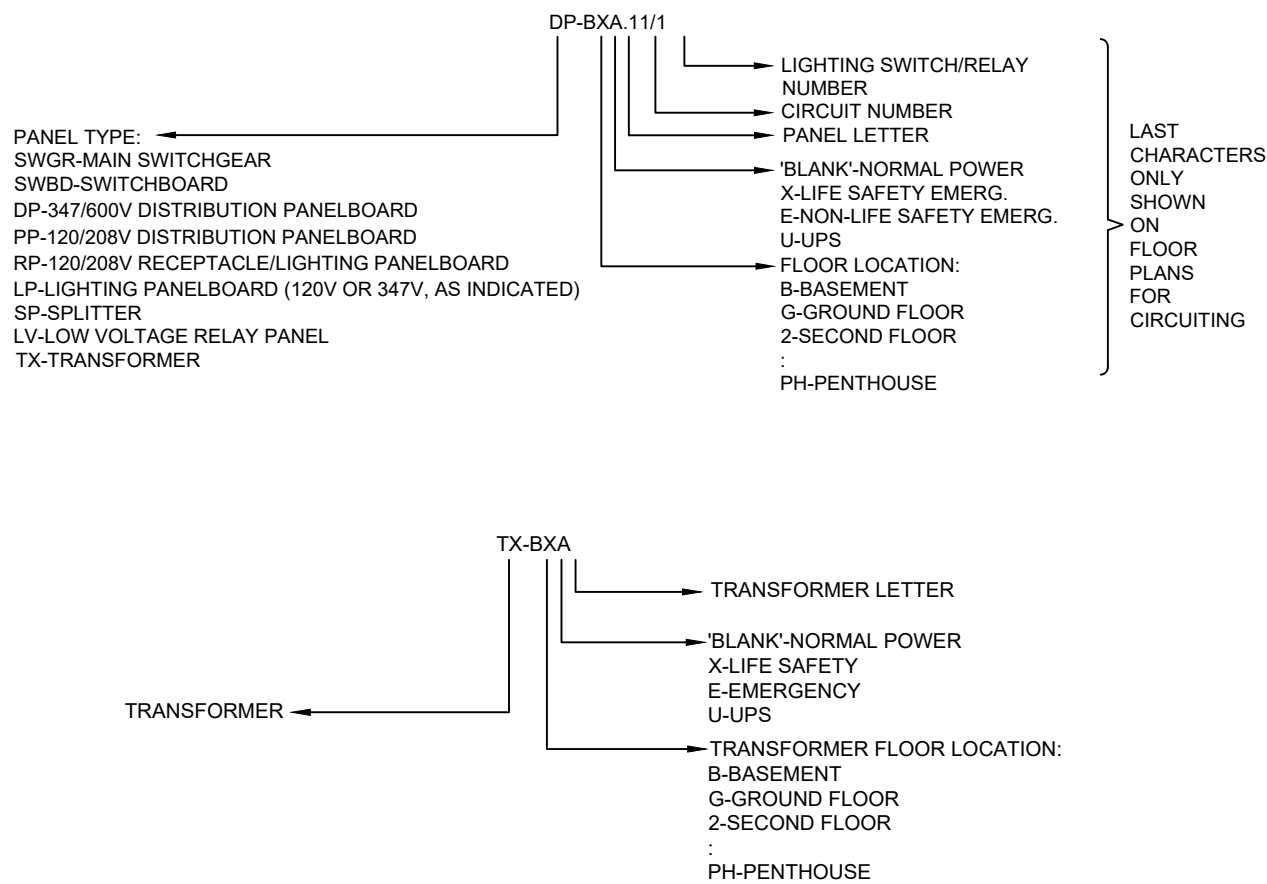 DP-BXA.11/1
LIGHTING SWITCH/RELAY
NUMBER
CIRCUIT NUMBER
PANEL LETTER
'BLANK'-NORMAL POWER
X-LIFE SAFETY EMERG.
E-NON-LIFE SAFETY EMERG.
U-UPS
FLOOR LOCATION:
B-BASEMENT
G-GROUND FLOOR
2-SECOND FLOOR
:
PH-PENTHOUSE
PANEL TYPE:
SWGR-MAIN SWITCHGEAR
SWBD-SWITCHBOARD
DP-347/600V DISTRIBUTION PANELBOARD
PP-120/208V DISTRIBUTION PANELBOARD
RP-120/208V RECEPTACLE/LIGHTING PANELBOARD
LP-LIGHTING PANELBOARD (120V OR 347V, AS INDICATED)
SP-SPLITTER
LV-LOW VOLTAGE RELAY PANEL
TX-TRANSFORMER
LAST
CHARACTERS
ONLY
SHOWN
ON
FLOOR
PLANS
FOR
CIRCUITING
TX-BXA
TRANSFORMER LETTER
'BLANK'-NORMAL POWER
X-LIFE SAFETY
E-EMERGENCY
U-UPS
TRANSFORMER
TRANSFORMER FLOOR LOCATION:
B-BASEMENT
G-GROUND FLOOR
2-SECOND FLOOR
:
PH-PENTHOUSE